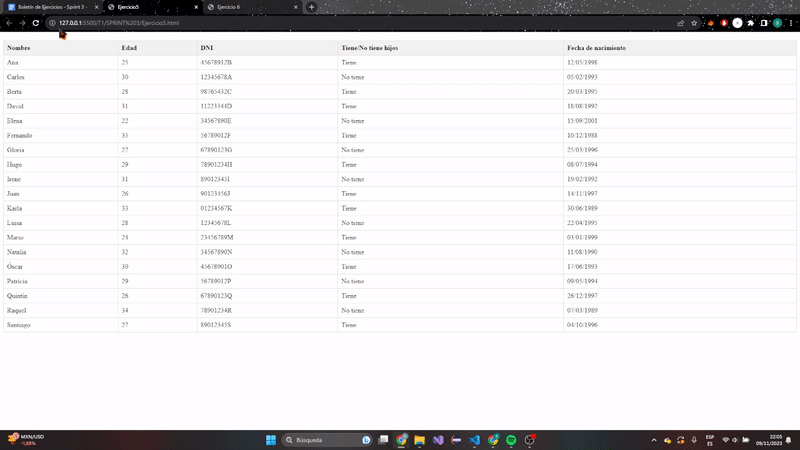 Boletín de Ejercicios - Sprint 3 -
Ejercicio5
Ejercicio 6
127.0.0.1:5500/T1/SPRINT%203/Ejercicio5.html
Nombre Edad DNI Tiene/No tiene hijos Fecha de nacimiento
Ana 25 45678912B Tiene 12/05/1998
Carlos 30 12345678A No tiene 05/02/1993
Berta 28 98765432C Tiene 20/03/1995
David 31 11223344D Tiene 18/08/1992
Elena 22 34567890E No tiene 15/09/2001
Fernando 35 56789012F Tiene 10/12/1988
Gloria 27 67890123G No tiene 25/03/1996
Hugo 29 78901234H Tiene 08/07/1994
Irene 31 89012345I No tiene 19/02/1992
Juan 26 90123456J Tiene 14/11/1997
Karla 33 01234567K Tiene 30/06/1989
Luisa 28 12345678L No tiene 22/04/1995
Mario 24 23456789M Tiene 03/01/1999
Natalia 32 34567890N No tiene 11/08/1990
Óscar 30 45678901O Tiene 17/06/1993
Patricia 29 56789012P No tiene 09/05/1994
Quintín 26 67890123Q Tiene 26/12/1997
Raquel 34 78901234R No tiene 07/03/1989
Santiago 27 89012345S Tiene 04/10/1996
MXN/USD
-1,89%
Búsqueda
ESP
ES
22:05
09/11/2023